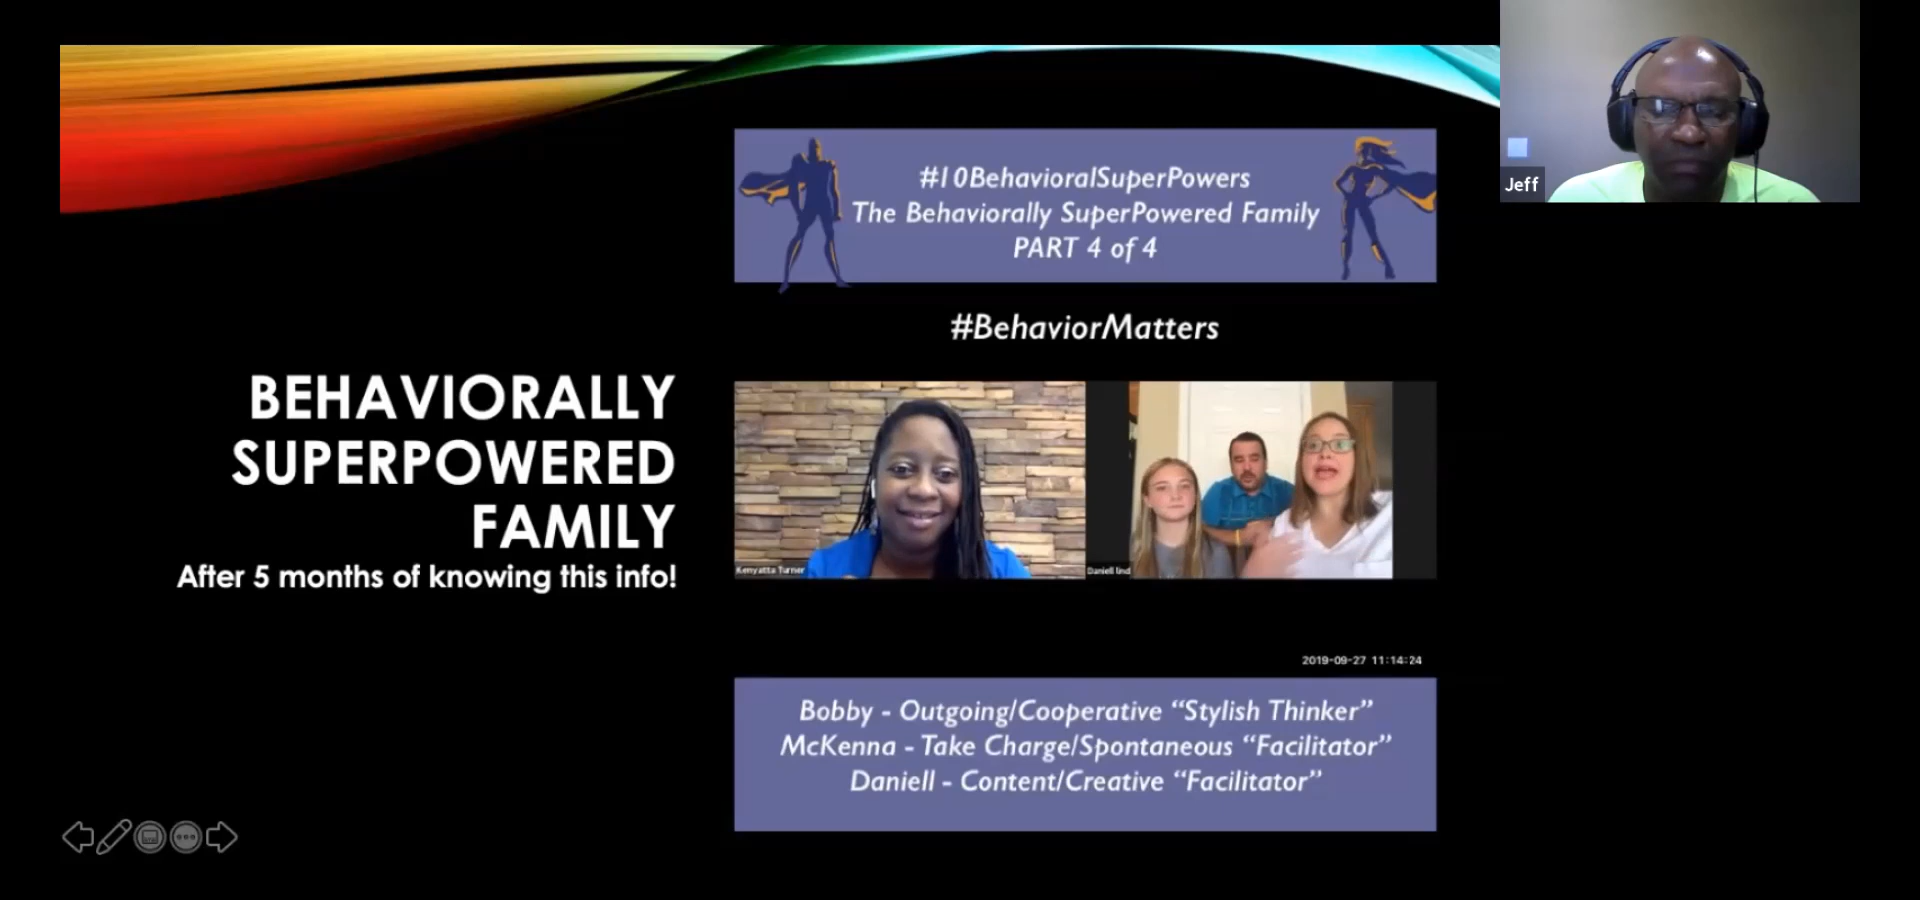 #10BehavioralSuperPowers
The Behaviorally SuperPowered Family
PART 4 of 4
Jeff
#BehaviorMatters
BEHAVIORALLY
SUPERPOWERED
FAMILY
After 5 months of knowing this info!
Kenyatta Turner
Daniell lind
2019-09-27 11:14:24
Bobby - Outgoing/Cooperative “Stylish Thinker”
McKenna - Take Charge/Spontaneous “Facilitator”
Daniell - Content/Creative “Facilitator”